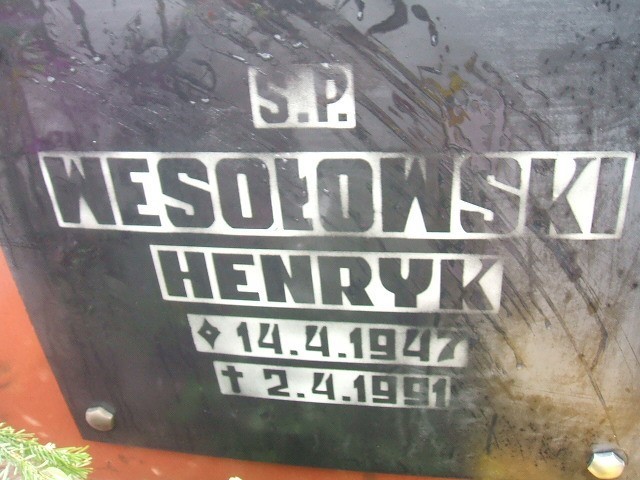 S.P.
WESOŁOWSKI
HENRYK
14.4.1947
✝ 2.4.1991